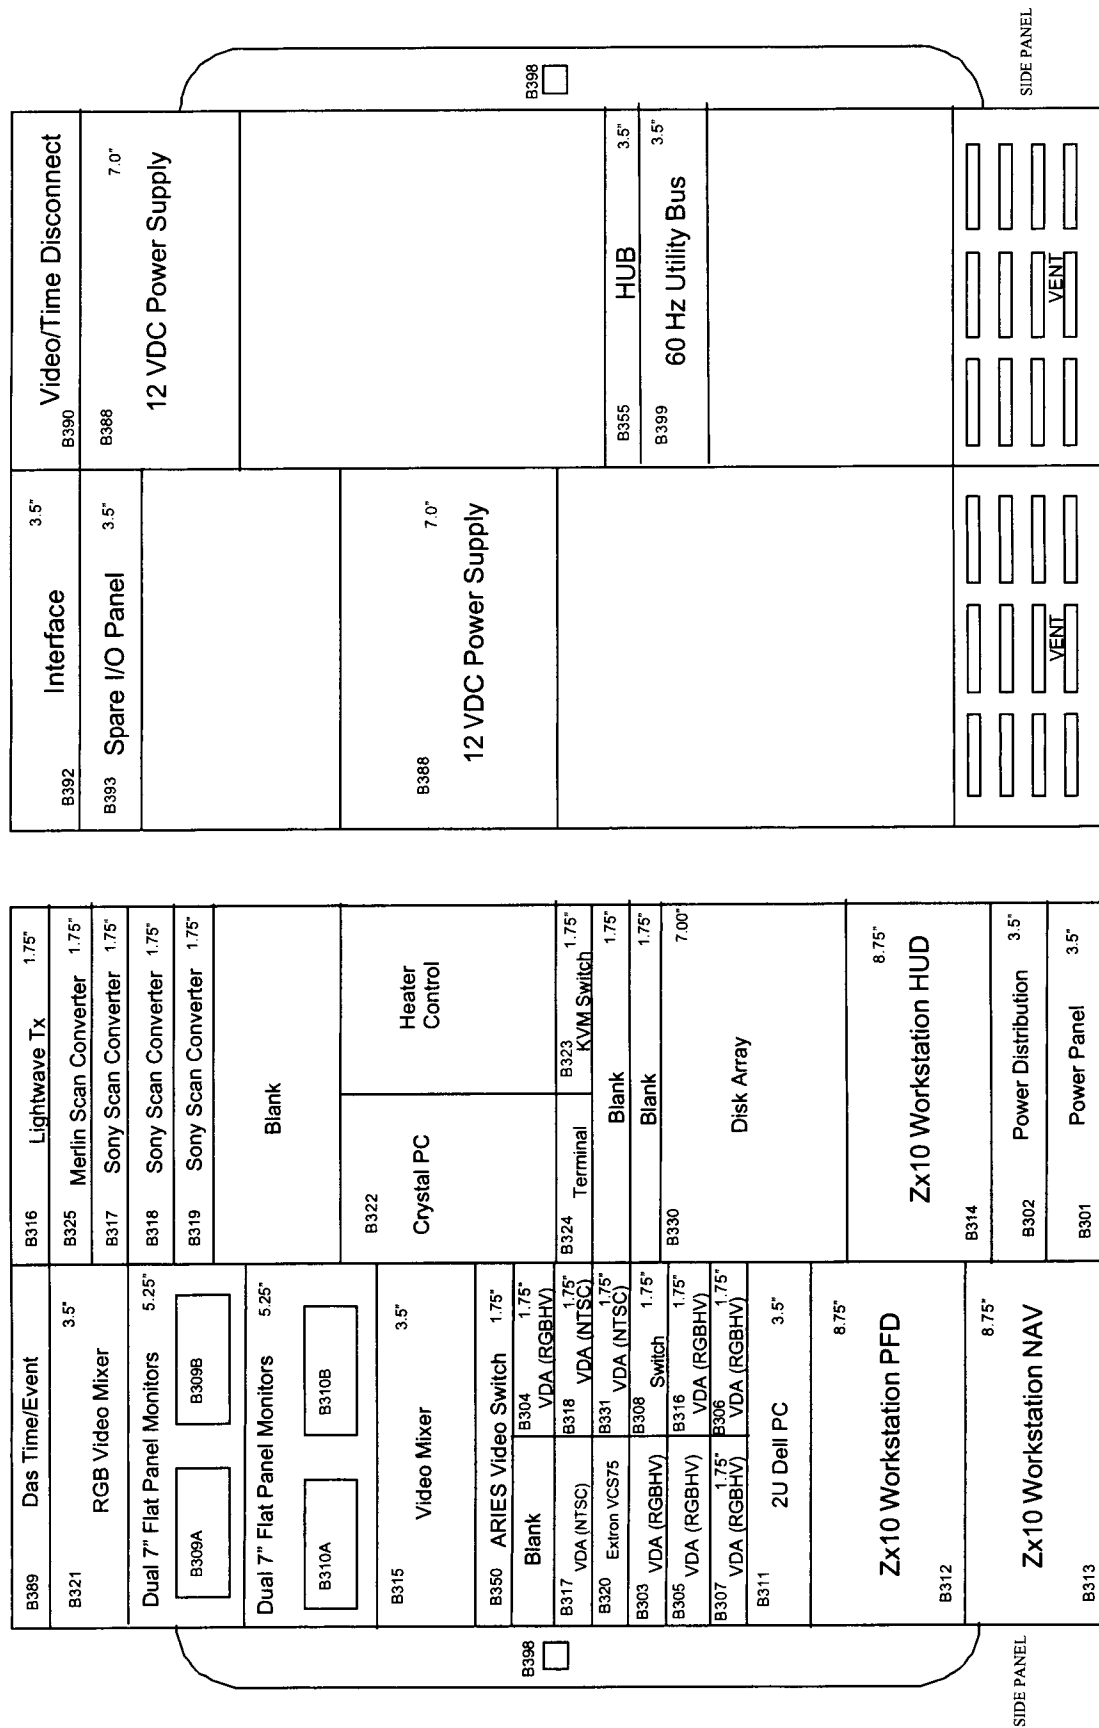 SIDE PANEL
B398
B389 Das Time/Event
B321 3.5"
RGB Video Mixer
Dual 7" Flat Panel Monitors 5.25"
B309A B309B
Dual 7" Flat Panel Monitors 5.25"
B310A B310B
B315 Video Mixer 3.5"
B350 ARIES Video Switch 1.75"
Blank
B304 1.75"
VDA (RGBHV)
B317 VDA (NTSC)
B318 1.75"
VDA (NTSC)
B320 Extron VCS75
B331 1.75"
VDA (NTSC)
B303 VDA (RGBHV)
B308 Switch 1.75"
B305 VDA (RGBHV)
B316 1.75"
VDA (RGBHV)
B307 1.75"
VDA (RGBHV)
B306 1.75"
VDA (RGBHV)
B311 2U Dell PC 3.5"
8.75"
Zx10 Workstation PFD
B312
8.75"
Zx10 Workstation NAV
B313
B316 Lightwave Tx 1.75"
B325 Merlin Scan Converter 1.75"
B317 Sony Scan Converter 1.75"
B318 Sony Scan Converter 1.75"
B319 Sony Scan Converter 1.75"
Blank
B322
Crystal PC
Heater
Control
B324 Terminal
B323 1.75"
KVM Switch
Blank 1.75"
Blank 1.75"
B330 7.00"
Disk Array
8.75"
Zx10 Workstation HUD
B314
Power Distribution 3.5"
B302
Power Panel 3.5"
B301
Interface 3.5"
B392
B393 Spare I/O Panel 3.5"
B388 7.0"
12 VDC Power Supply
VENT
Video/Time Disconnect
B390
B388 7.0"
12 VDC Power Supply
B355 HUB 3.5"
B399 3.5"
60 Hz Utility Bus
VENT
B398
SIDE PANEL